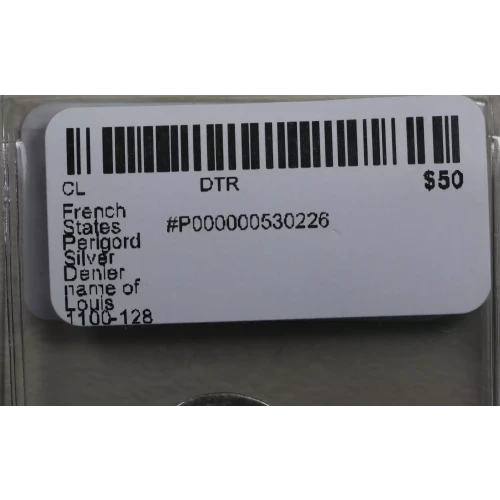 CL DTR $50
French
States #P000000530226
Perigord
Silver
Denier
name of
Louis
1100-128